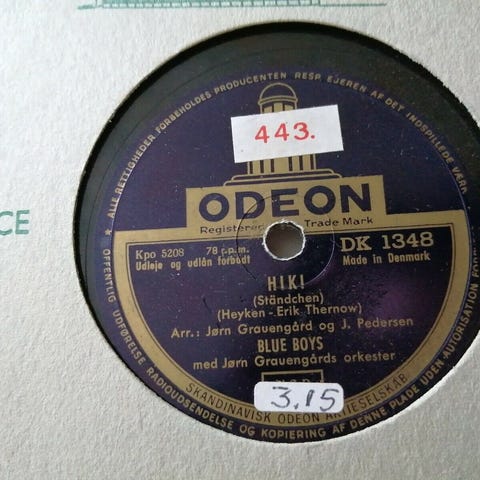 ★ ALLE RETTIGHEDER FORBEHOLDES PRODUCENTEN RESP. EJEREN AF DET INDSPILLEDE VÆRK
443.
ODEON
Trade Mark
Kpo 5208 78 r.p.m.
Udleje og udlån forbudt
DK 1348
Made in Denmark
HIKI
(Ständchen)
(Heyken - Erik Thernow)
Arr.: Jørn Grauengård og J. Pedersen
BLUE BOYS
med Jørn Grauengårds orkester
3.15
SKANDINAVISK ODEON AKTIESELSKAB
OFFENTLIG UDFØRELSE RADIOUDSENDELSE OG KOPIERING AF DENNE PLADE UDEN AUTORISATION
CE